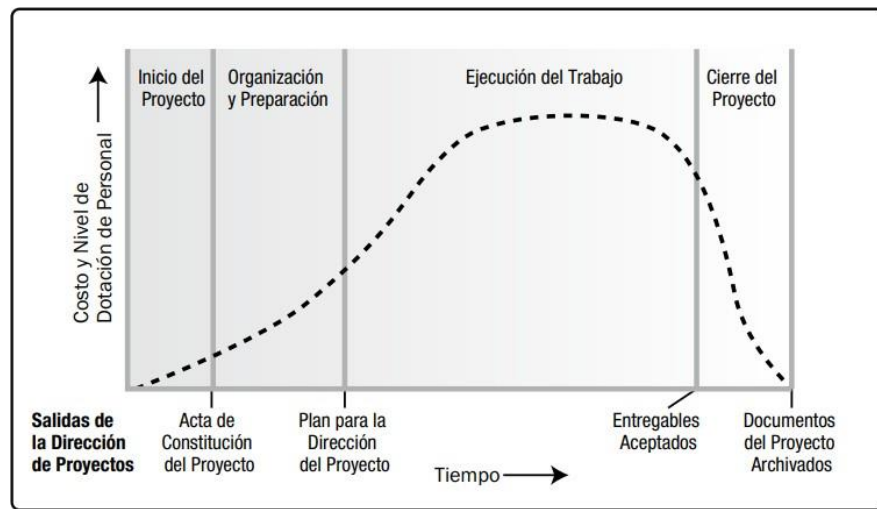 Inicio del
Proyecto
Organización
y Preparación
Ejecución del Trabajo
Cierre del
Proyecto
Costo y Nivel de
Dotación de Personal
Salidas de
la Dirección
de Proyectos
Acta de
Constitución
del Proyecto
Plan para la
Dirección
del Proyecto
Entregables
Aceptados
Documentos
del Proyecto
Archivados
Tiempo